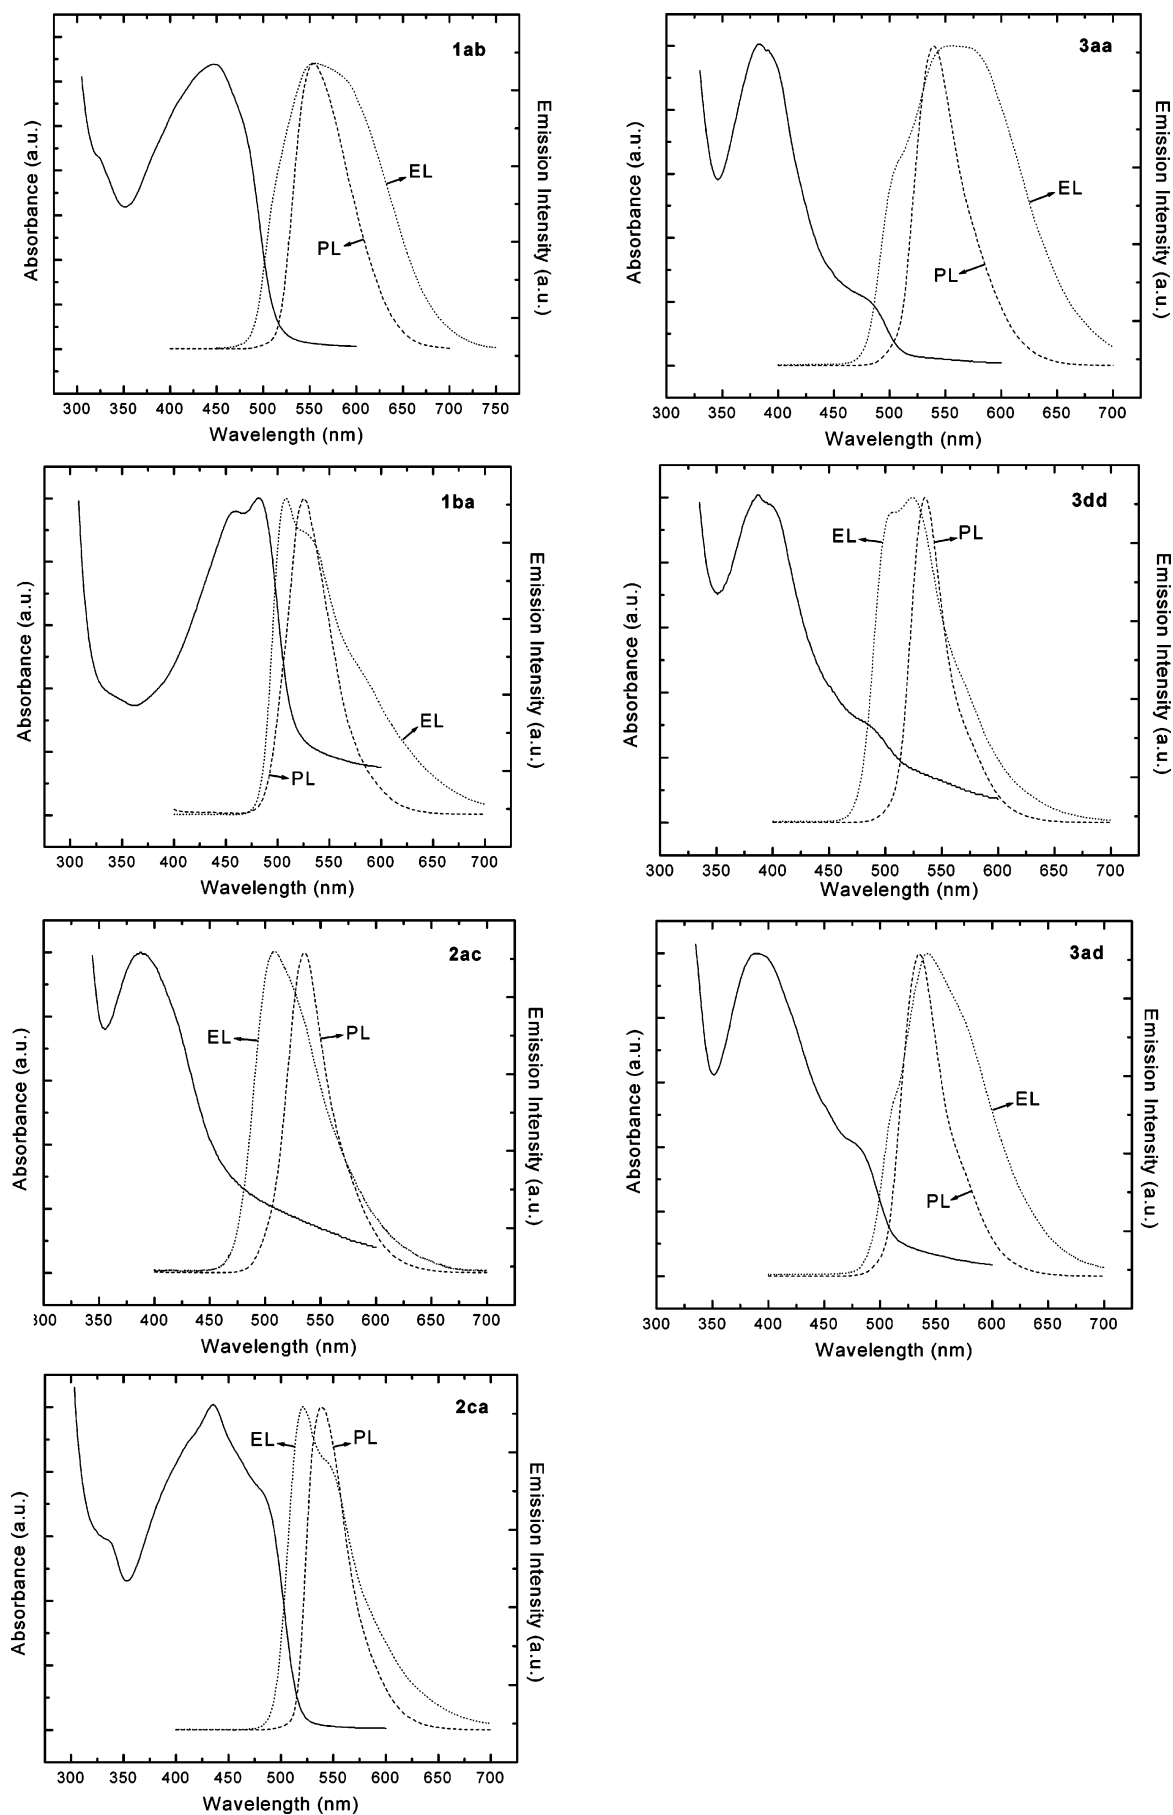 1ab
Absorbance (a.u.)
Emission Intensity (a.u.)
EL
PL
300 350 400 450 500 550 600 650 700 750
Wavelength (nm)
3aa
Absorbance (a.u.)
Emission Intensity (a.u.)
EL
PL
300 350 400 450 500 550 600 650 700
Wavelength (nm)
1ba
Absorbance (a.u.)
Emission Intensity (a.u.)
EL
PL
300 350 400 450 500 550 600 650 700
Wavelength (nm)
3dd
Absorbance (a.u.)
Emission Intensity (a.u.)
EL
PL
300 350 400 450 500 550 600 650 700
Wavelength (nm)
2ac
Absorbance (a.u.)
Emission Intensity (a.u.)
EL
PL
300 350 400 450 500 550 600 650 700
Wavelength (nm)
3ad
Absorbance (a.u.)
Emission Intensity (a.u.)
EL
PL
300 350 400 450 500 550 600 650 700
Wavelength (nm)
2ca
Absorbance (a.u.)
Emission Intensity (a.u.)
EL
PL
300 350 400 450 500 550 600 650 700
Wavelength (nm)